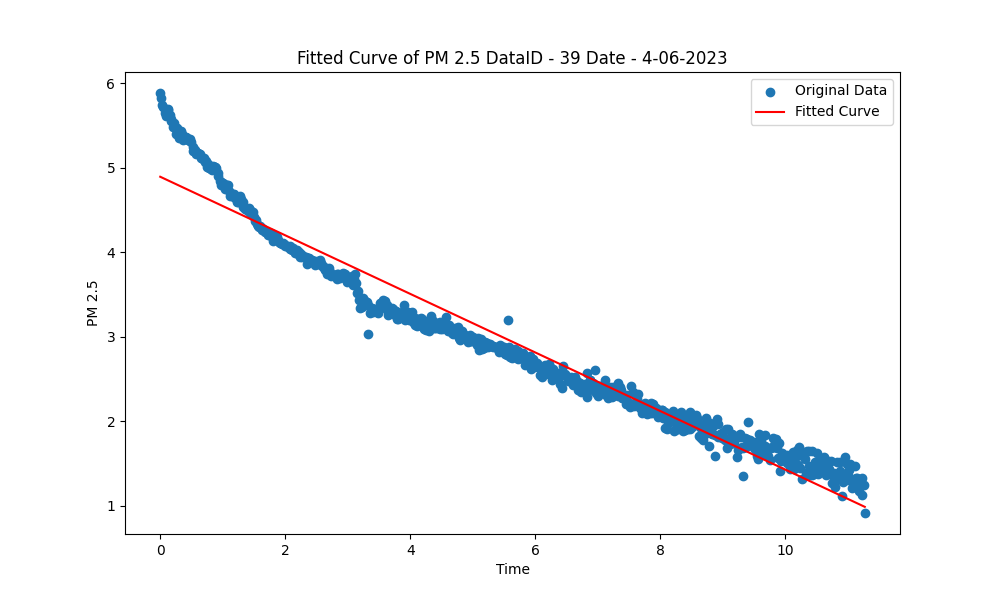 Fitted Curve of PM 2.5 DataID - 39 Date - 4-06-2023
Original Data
Fitted Curve
6
5
4
3
2
1
PM 2.5
0 2 4 6 8 10
Time